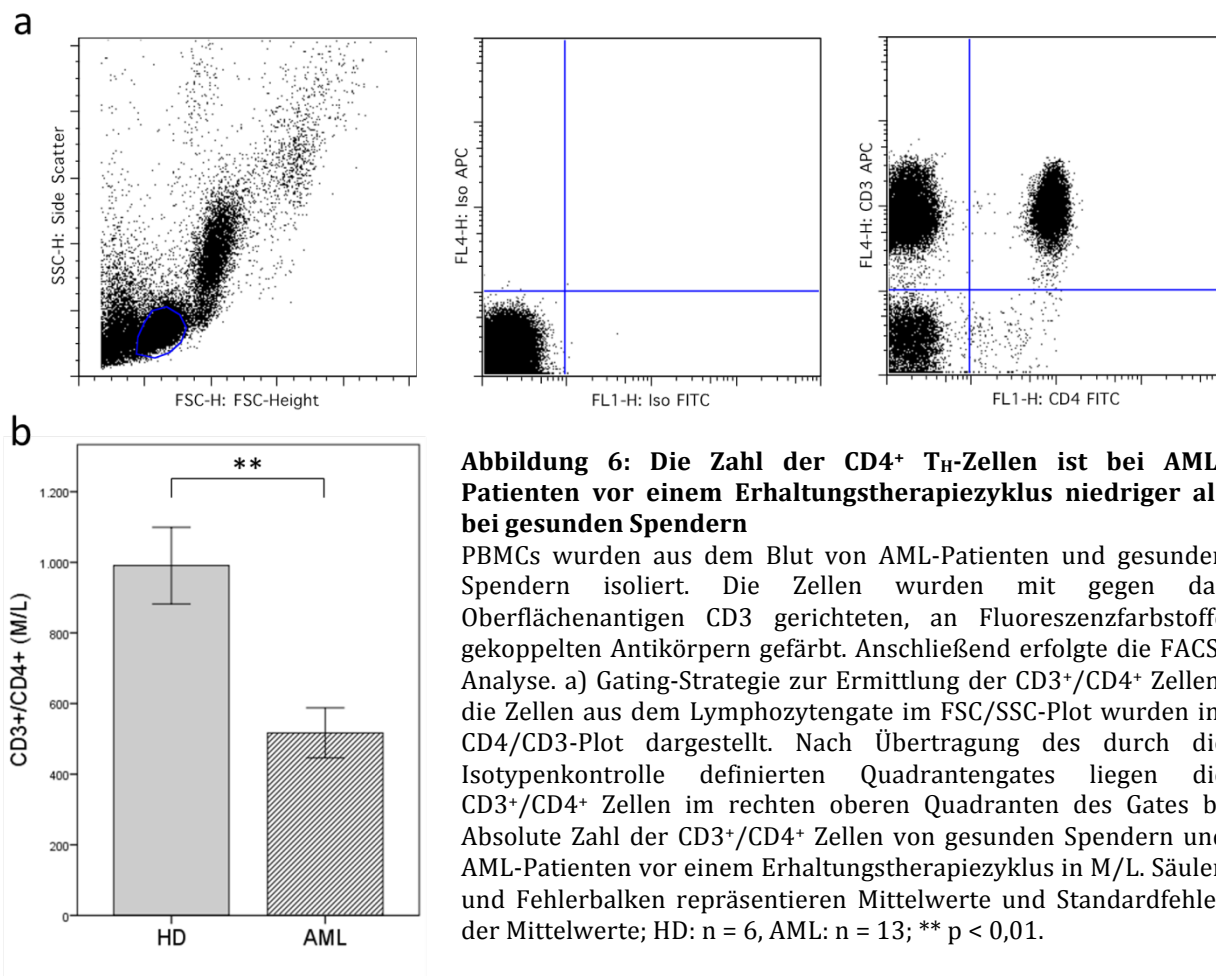 a
SSC-H: Side Scatter
FSC-H: FSC-Height
FL4-H: Iso APC
FL1-H: Iso FITC
FL4-H: CD3 APC
FL1-H: CD4 FITC
b
**
CD3+/CD4+ (M/L)
1.200
1.000
800
600
400
200
0
HD
AML
Abbildung 6: Die Zahl der CD4⁺ T_H-Zellen ist bei AML
Patienten vor einem Erhaltungstherapiezyklus niedriger al
bei gesunden Spendern
PBMCs wurden aus dem Blut von AML-Patienten und gesunden
Spendern isoliert. Die Zellen wurden mit gegen da
Oberflächenantigen CD3 gerichteten, an Fluoreszenzfarbstoffe
gekoppelten Antikörpern gefärbt. Anschließend erfolgte die FACS
Analyse. a) Gating-Strategie zur Ermittlung der CD3⁺/CD4⁺ Zellen
die Zellen aus dem Lymphozytengate im FSC/SSC-Plot wurden im
CD4/CD3-Plot dargestellt. Nach Übertragung des durch di
Isotypenkontrolle definierten Quadrantengates liegen di
CD3⁺/CD4⁺ Zellen im rechten oberen Quadranten des Gates b
Absolute Zahl der CD3⁺/CD4⁺ Zellen von gesunden Spendern und
AML-Patienten vor einem Erhaltungstherapiezyklus in M/L. Säulen
und Fehlerbalken repräsentieren Mittelwerte und Standardfehle
der Mittelwerte; HD: n = 6, AML: n = 13; ** p < 0,01.